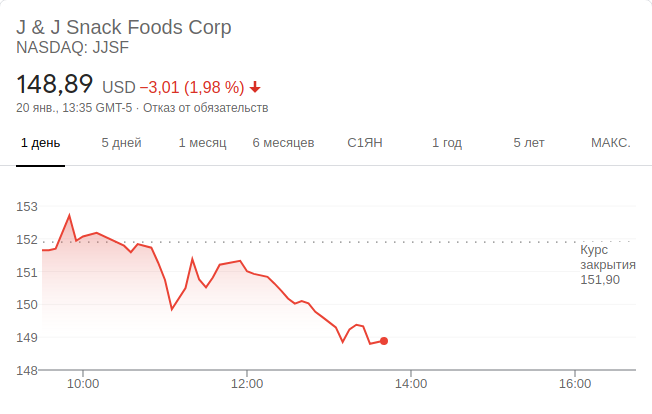 J & J Snack Foods Corp
NASDAQ: JJSF
148,89 USD −3,01 (1,98 %)
20 янв., 13:35 GMT-5 · Отказ от обязательств
1 день 5 дней 1 месяц 6 месяцев С1ЯН 1 год 5 лет МАКС.
153
152
151
150
149
148
Курс
закрытия
151,90
10:00 12:00 14:00 16:00